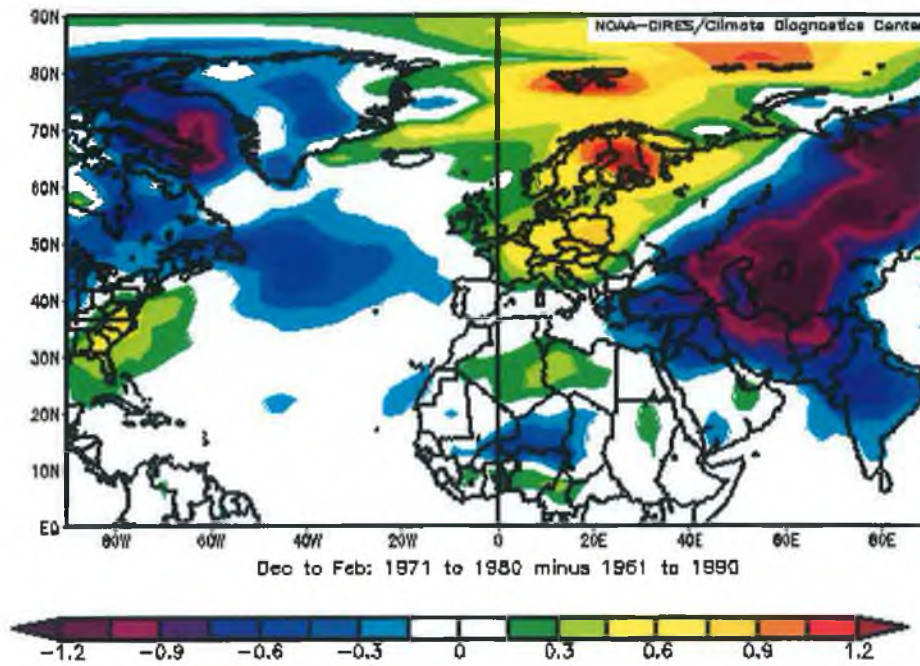 90N
NOAA-CIRES/Climate Diagnostics Cente
80N
70N
60N
50N
40N
30N
20N
10N
EQ
80W 60W 40W 20W 0 20E 40E 60E 80E
Dec to Feb: 1971 to 1980 minus 1961 to 1990
-1.2 -0.9 -0.6 -0.3 0 0.3 0.6 0.9 1.2